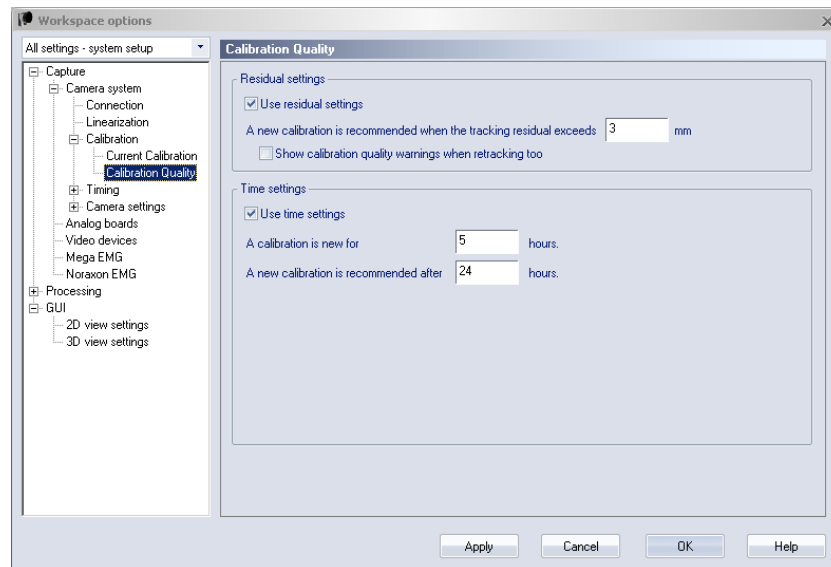 Workspace options
All settings - system setup
Capture
Camera system
Connection
Linearization
Calibration
Current Calibration
Calibration Quality
Timing
Camera settings
Analog boards
Video devices
Mega EMG
Noraxon EMG
Processing
GUI
2D view settings
3D view settings
Calibration Quality
Residual settings
Use residual settings
A new calibration is recommended when the tracking residual exceeds 3 mm
Show calibration quality warnings when retracking too
Time settings
Use time settings
A calibration is new for 5 hours.
A new calibration is recommended after 24 hours.
Apply Cancel OK Help